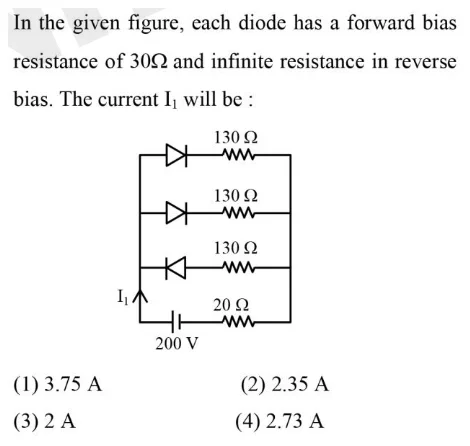 In the given figure, each diode has a forward bias
resistance of 30Ω and infinite resistance in reverse
bias. The current I₁ will be :
130 Ω
130 Ω
130 Ω
I₁
20 Ω
200 V
(1) 3.75 A (2) 2.35 A
(3) 2 A (4) 2.73 A